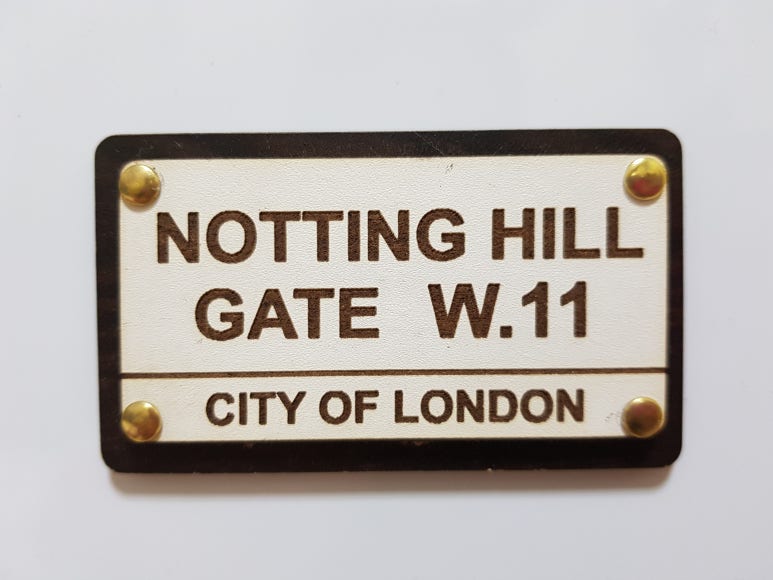 NOTTING HILL
GATE W.11
CITY OF LONDON